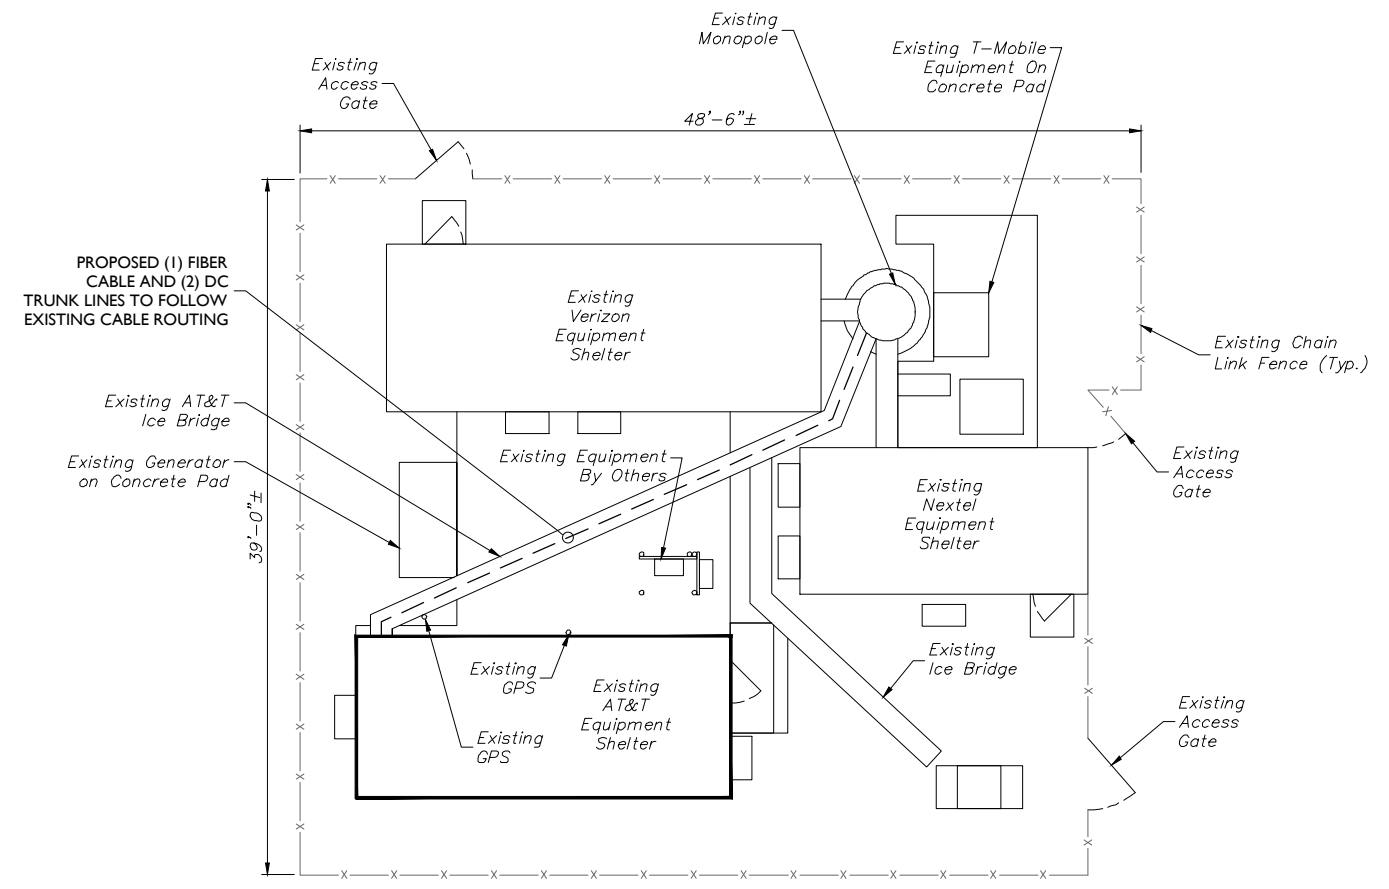 Existing
Monopole
Existing T-Mobile
Equipment On
Concrete Pad
Existing
Access
Gate
48'-6"±
PROPOSED (1) FIBER
CABLE AND (2) DC
TRUNK LINES TO FOLLOW
EXISTING CABLE ROUTING
Existing
Verizon
Equipment
Shelter
Existing Chain
Link Fence (Typ.)
Existing AT&T
Ice Bridge
Existing Generator
on Concrete Pad
Existing Equipment
By Others
Existing
Access
Gate
Existing
Nextel
Equipment
Shelter
39'-0"±
Existing
Ice Bridge
Existing
GPS
Existing
AT&T
Equipment
Shelter
Existing
GPS
Existing
Access
Gate